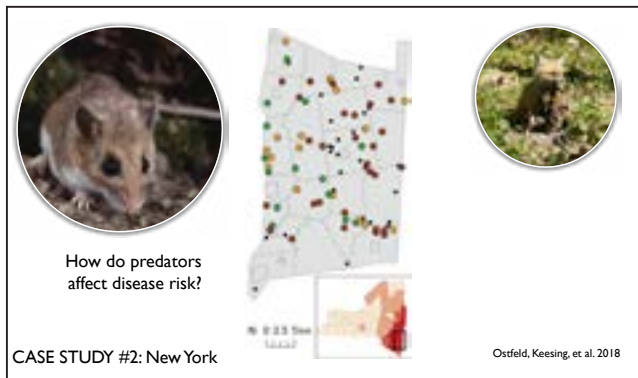 How do predators
affect disease risk?
CASE STUDY #2: New York
Ostfeld, Keesing, et al. 2018